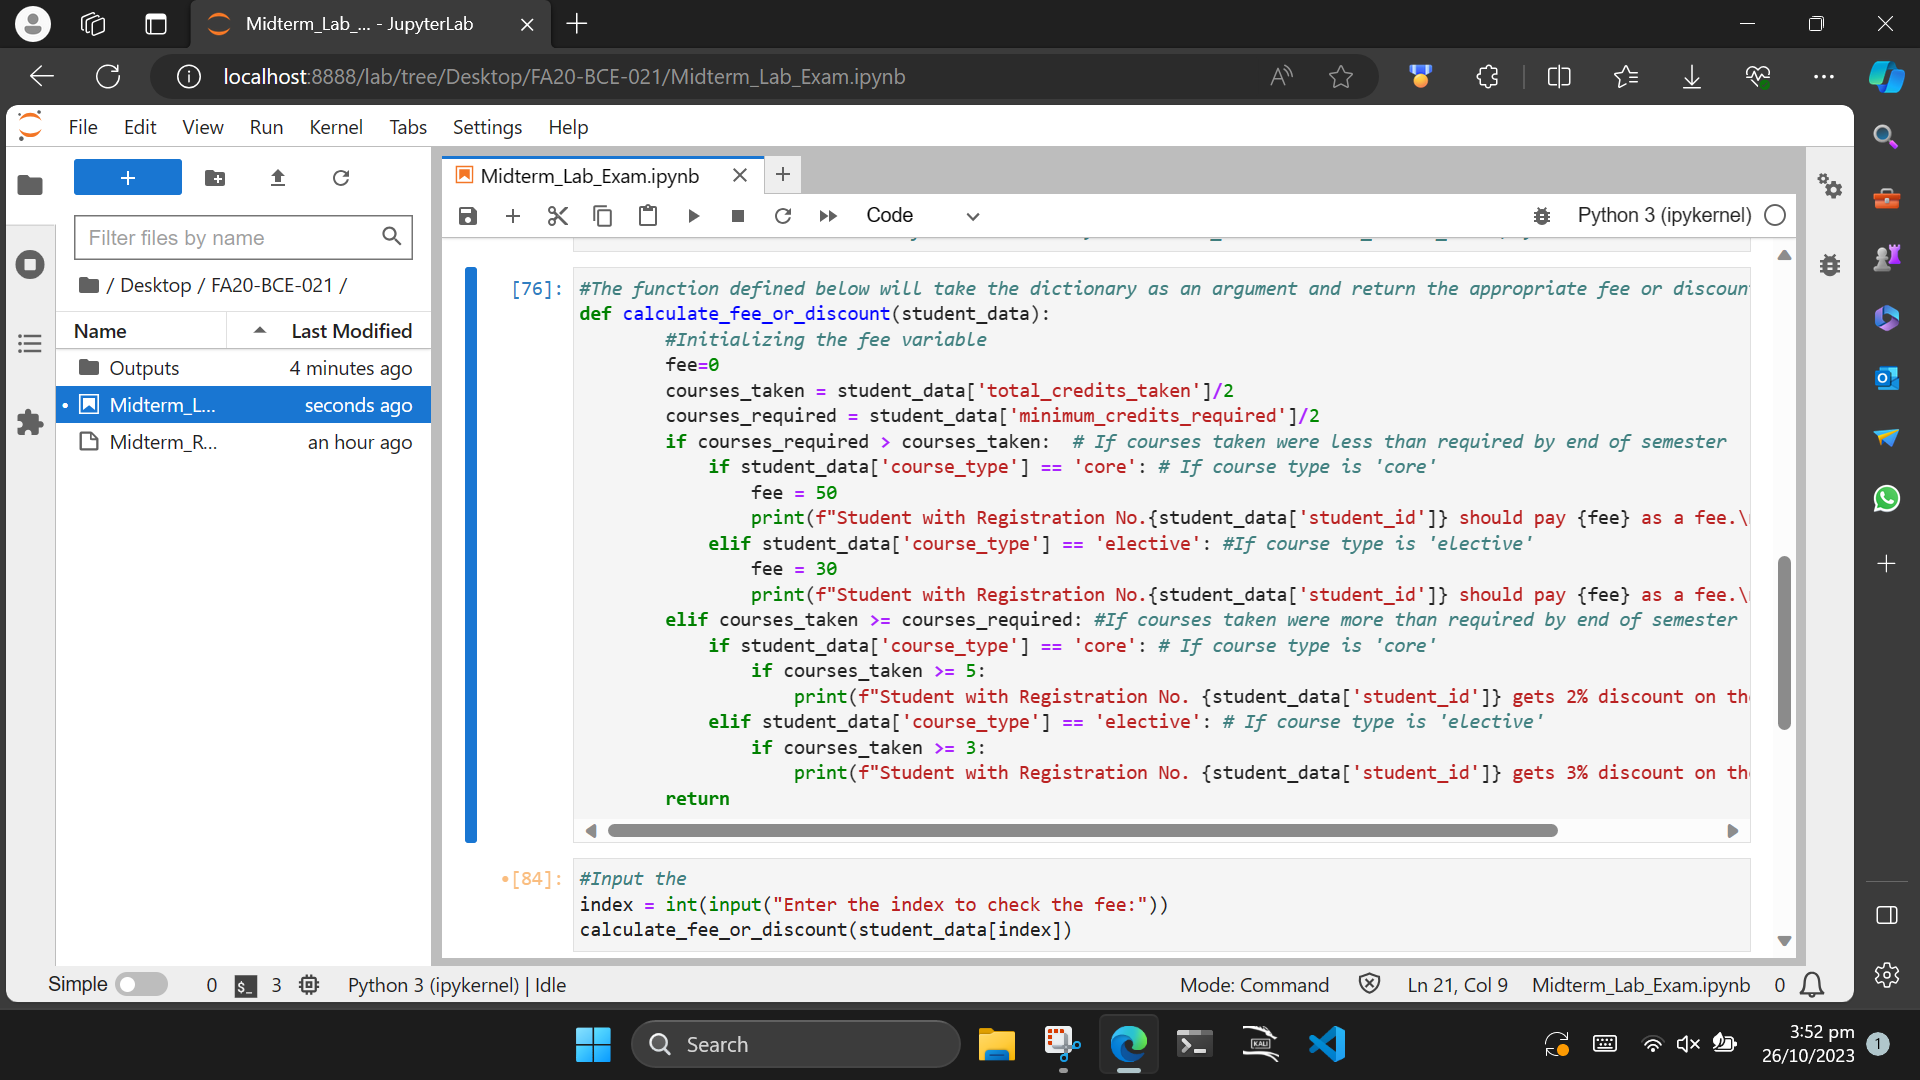 Midterm_Lab_... - JupyterLab
localhost:8888/lab/tree/Desktop/FA20-BCE-021/Midterm_Lab_Exam.ipynb
File Edit View Run Kernel Tabs Settings Help
Filter files by name
/ Desktop / FA20-BCE-021 /
Name Last Modified
Outputs 4 minutes ago
Midterm_L... seconds ago
Midterm_R... an hour ago
Midterm_Lab_Exam.ipynb
Code
Python 3 (ipykernel)
[76]:
#The function defined below will take the dictionary as an argument and return the appropriate fee or discoun
def calculate_fee_or_discount(student_data):
#Initializing the fee variable
fee=0
courses_taken = student_data['total_credits_taken']/2
courses_required = student_data['minimum_credits_required']/2
if courses_required > courses_taken: # If courses taken were less than required by end of semester
if student_data['course_type'] == 'core': # If course type is 'core'
fee = 50
print(f"Student with Registration No.{student_data['student_id']} should pay {fee} as a fee.\
elif student_data['course_type'] == 'elective': #If course type is 'elective'
fee = 30
print(f"Student with Registration No.{student_data['student_id']} should pay {fee} as a fee.\
elif courses_taken >= courses_required: #If courses taken were more than required by end of semester
if student_data['course_type'] == 'core': # If course type is 'core'
if courses_taken >= 5:
print(f"Student with Registration No. {student_data['student_id']} gets 2% discount on th
elif student_data['course_type'] == 'elective': # If course type is 'elective'
if courses_taken >= 3:
print(f"Student with Registration No. {student_data['student_id']} gets 3% discount on th
return
•[84]:
#Input the
index = int(input("Enter the index to check the fee:"))
calculate_fee_or_discount(student_data[index])
Simple 0 $_ 3 Python 3 (ipykernel) | Idle
Mode: Command Ln 21, Col 9 Midterm_Lab_Exam.ipynb 0
Search
KALI
3:52 pm
26/10/2023
1